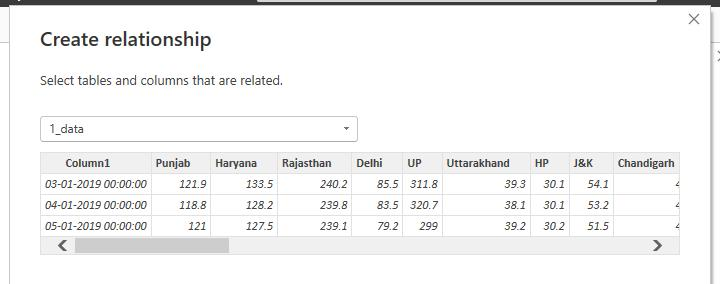 Create relationship
Select tables and columns that are related.
1_data
Column1 Punjab Haryana Rajasthan Delhi UP Uttarakhand HP J&K Chandigarh
03-01-2019 00:00:00 121.9 133.5 240.2 85.5 311.8 39.3 30.1 54.1
04-01-2019 00:00:00 118.8 128.2 239.8 83.5 320.7 38.1 30.1 53.2
05-01-2019 00:00:00 121 127.5 239.1 79.2 299 39.2 30.2 51.5